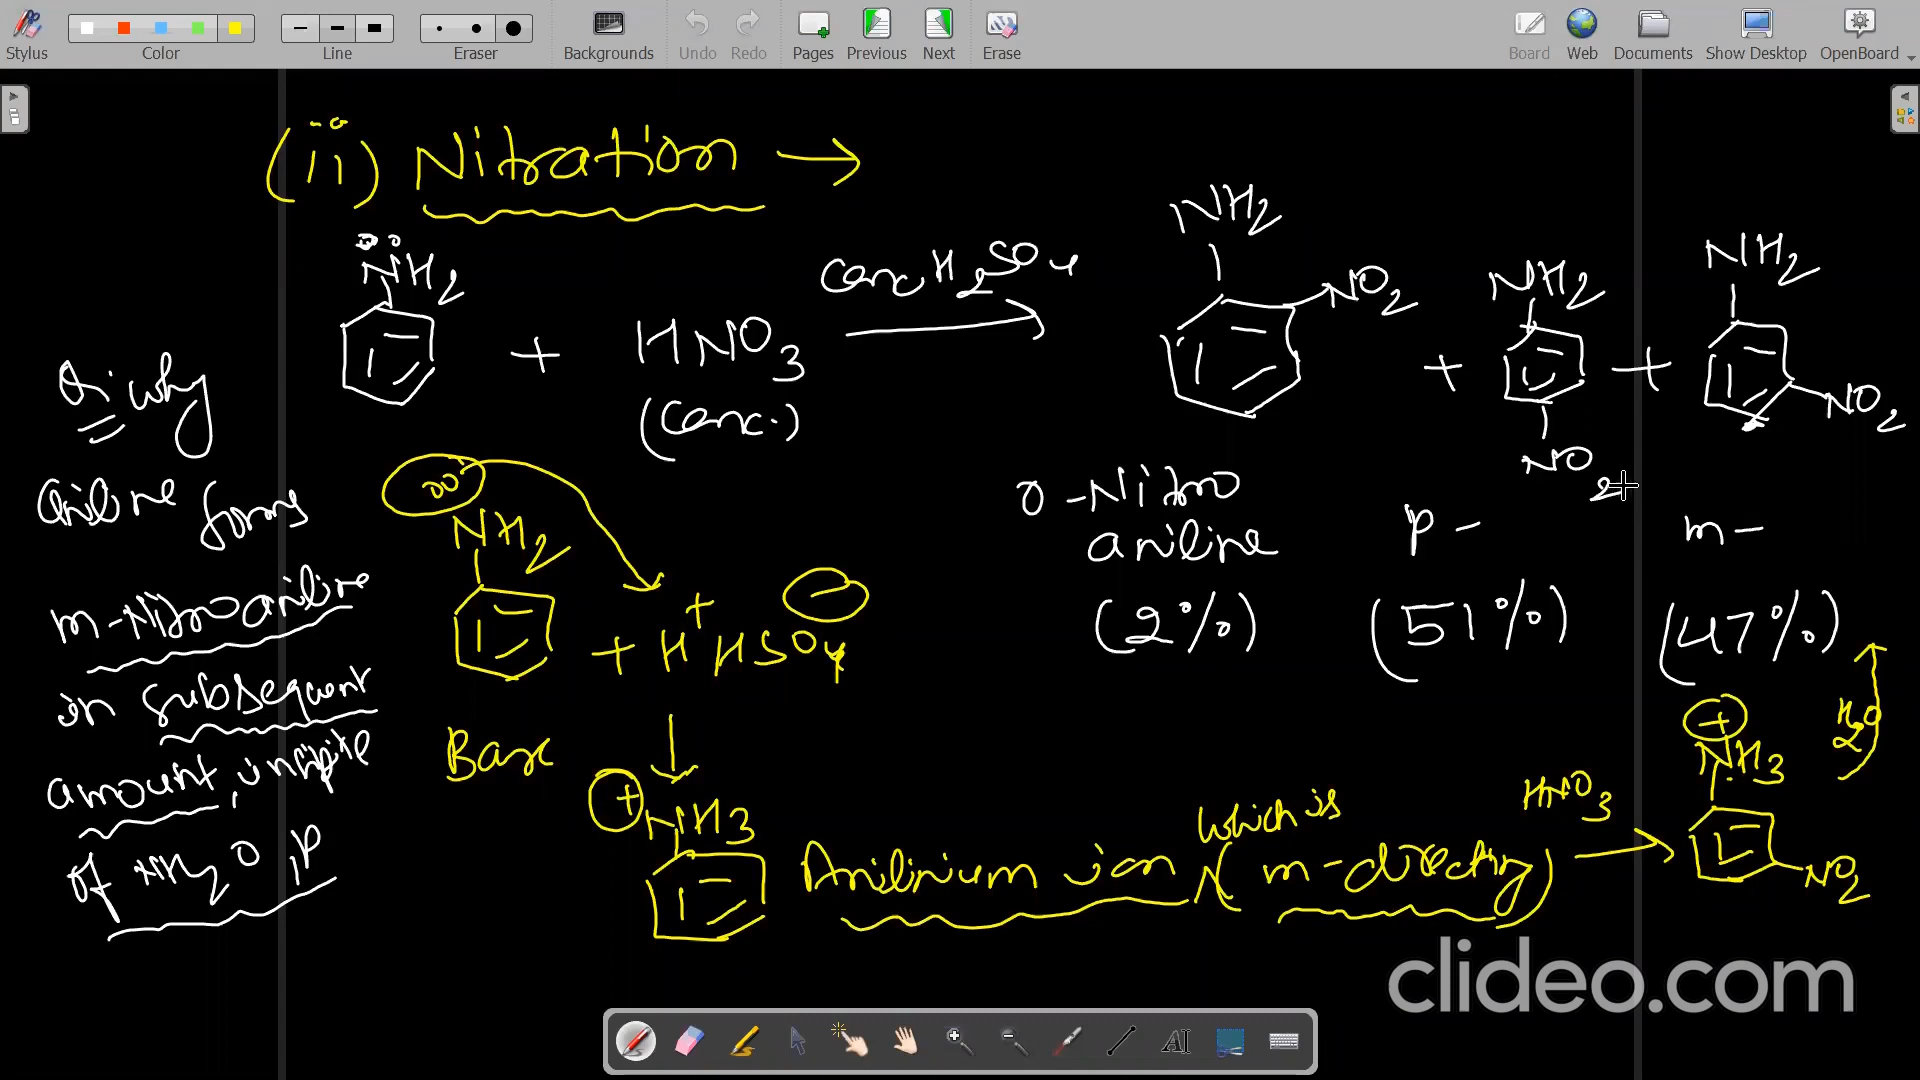 Stylus
Color
Line
Eraser
Backgrounds
Undo
Redo
Pages
Previous
Next
Erase
Board
Web
Documents
Show Desktop
OpenBoard
(ii) Nitration →
NH2
+ HNO3
(Conc.)
Conc H2SO4
NH2
NO2
+
NH2
NO2
+
NH2
NO2
O-Nitro
aniline
(2%)
p-
(51%)
m-
(47%)
why
aniline forms
m-Nitroaniline
in subsequent
amount, inspite
of NH2 O,P
NH2
+ H+ HSO4 −
Base
+
NH3
Anilinium ion
which is
(m-directing)
HNO3
+
NH3
NO2
H2O
clideo.com